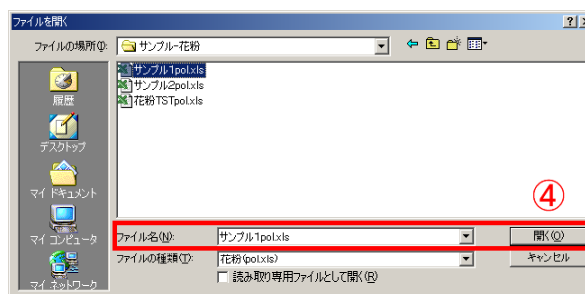 ファイルを開く
ファイルの場所(I): サンプル-花粉
履歴
デスクトップ
マイ ドキュメント
マイ コンピュータ
マイ ネットワーク
サンプル1pol.xls
サンプル2pol.xls
花粉TSTpol.xls
④
ファイル名(N): サンプル1pol.xls 開く(O)
ファイルの種類(T): 花粉(pol.xls) キャンセル
読み取り専用ファイルとして開く(R)